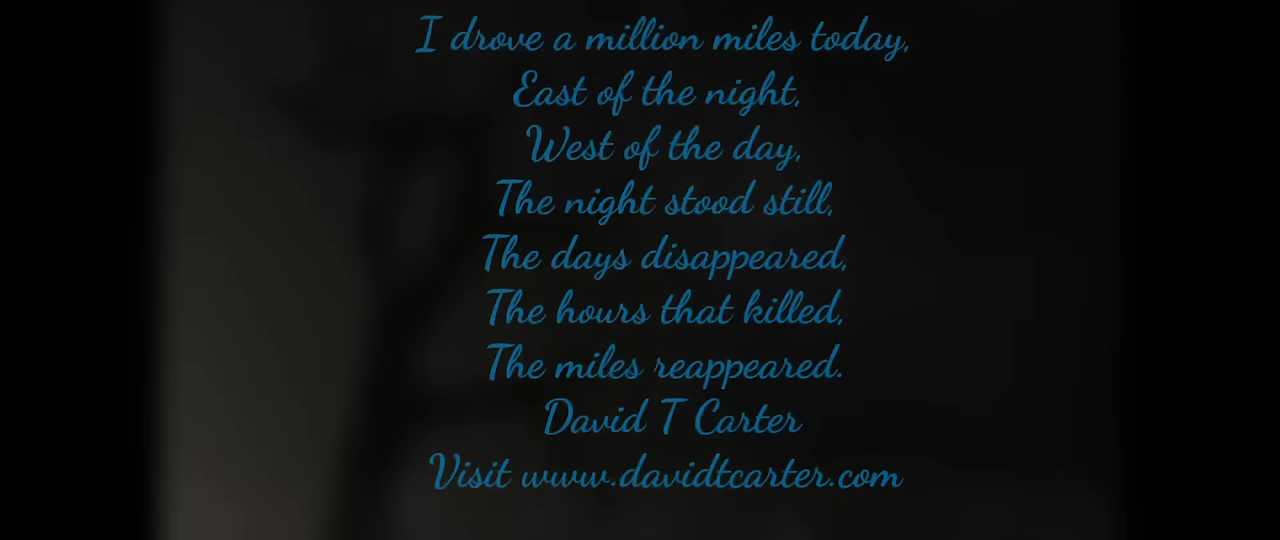 I drove a million miles today,
East of the night,
West of the day,
The night stood still,
The days disappeared,
The hours that killed,
The miles reappeared.
David T Carter
Visit www.davidtcarter.com